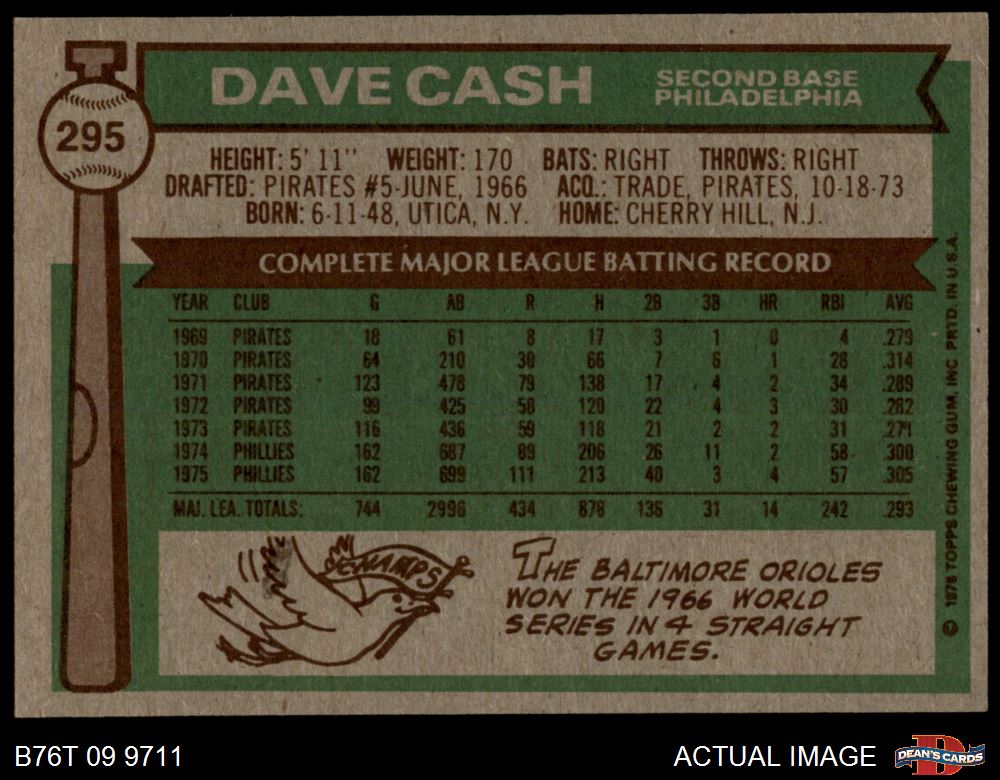 295
DAVE CASH
SECOND BASE
PHILADELPHIA
HEIGHT: 5' 11" WEIGHT: 170 BATS: RIGHT THROWS: RIGHT
DRAFTED: PIRATES #5-JUNE, 1966 ACQ.: TRADE, PIRATES, 10-18-73
BORN: 6-11-48, UTICA, N.Y. HOME: CHERRY HILL, N.J.
COMPLETE MAJOR LEAGUE BATTING RECORD
YEAR CLUB G AB R H 2B 3B HR RBI AVG
1969 PIRATES 18 61 8 17 3 1 0 4 .279
1970 PIRATES 64 210 30 66 7 6 1 28 .314
1971 PIRATES 123 478 79 138 17 4 2 34 .289
1972 PIRATES 99 425 58 120 22 4 3 30 .282
1973 PIRATES 116 436 59 118 21 2 2 31 .271
1974 PHILLIES 162 687 89 206 26 11 2 58 .300
1975 PHILLIES 162 699 111 213 40 3 4 57 .305
MAJ. LEA. TOTALS: 744 2996 434 878 136 31 14 242 .293
CHAMPS
THE BALTIMORE ORIOLES
WON THE 1966 WORLD
SERIES IN 4 STRAIGHT
GAMES.
© 1976 TOPPS CHEWING GUM, INC PRTD. IN U.S.A.
B76T 09 9711
ACTUAL IMAGE
D
DEAN'S CARDS